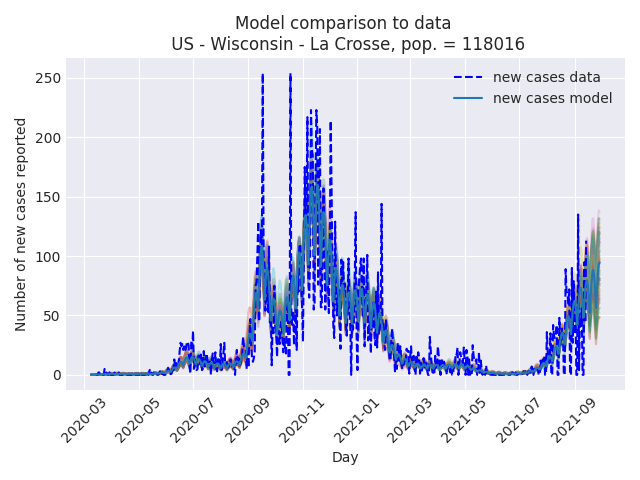 Model comparison to data
US - Wisconsin - La Crosse, pop. = 118016
new cases data
new cases model
Number of new cases reported
250
200
150
100
50
0
2020-03
2020-05
2020-07
2020-09
2020-11
2021-01
2021-03
2021-05
2021-07
2021-09
Day